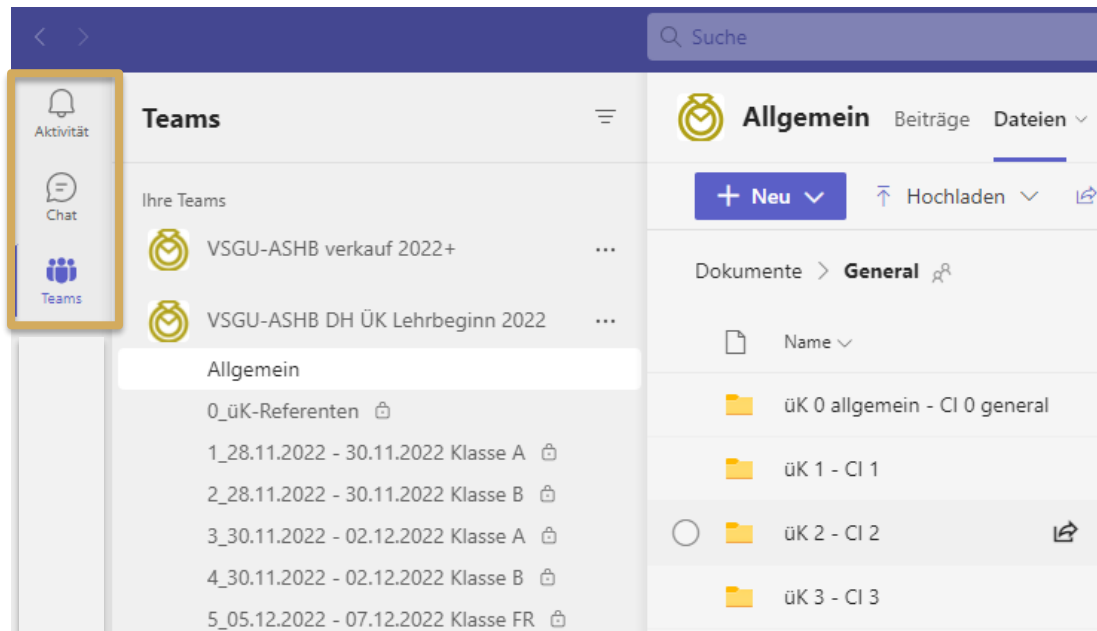 Suche
Aktivität
Chat
Teams
Teams
Ihre Teams
VSGU-ASHB verkauf 2022+
VSGU-ASHB DH ÜK Lehrbeginn 2022
Allgemein
0_üK-Referenten
1_28.11.2022 - 30.11.2022 Klasse A
2_28.11.2022 - 30.11.2022 Klasse B
3_30.11.2022 - 02.12.2022 Klasse A
4_30.11.2022 - 02.12.2022 Klasse B
5_05.12.2022 - 07.12.2022 Klasse FR
Allgemein Beiträge Dateien
+ Neu Hochladen
Dokumente > General
Name
üK 0 allgemein - CI 0 general
üK 1 - CI 1
üK 2 - CI 2
üK 3 - CI 3